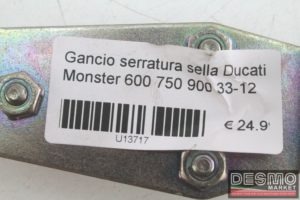 Gancio serratura sella Ducati
Monster 600 750 900 33-12
€ 24.9
U13717
DESMO
MARKET